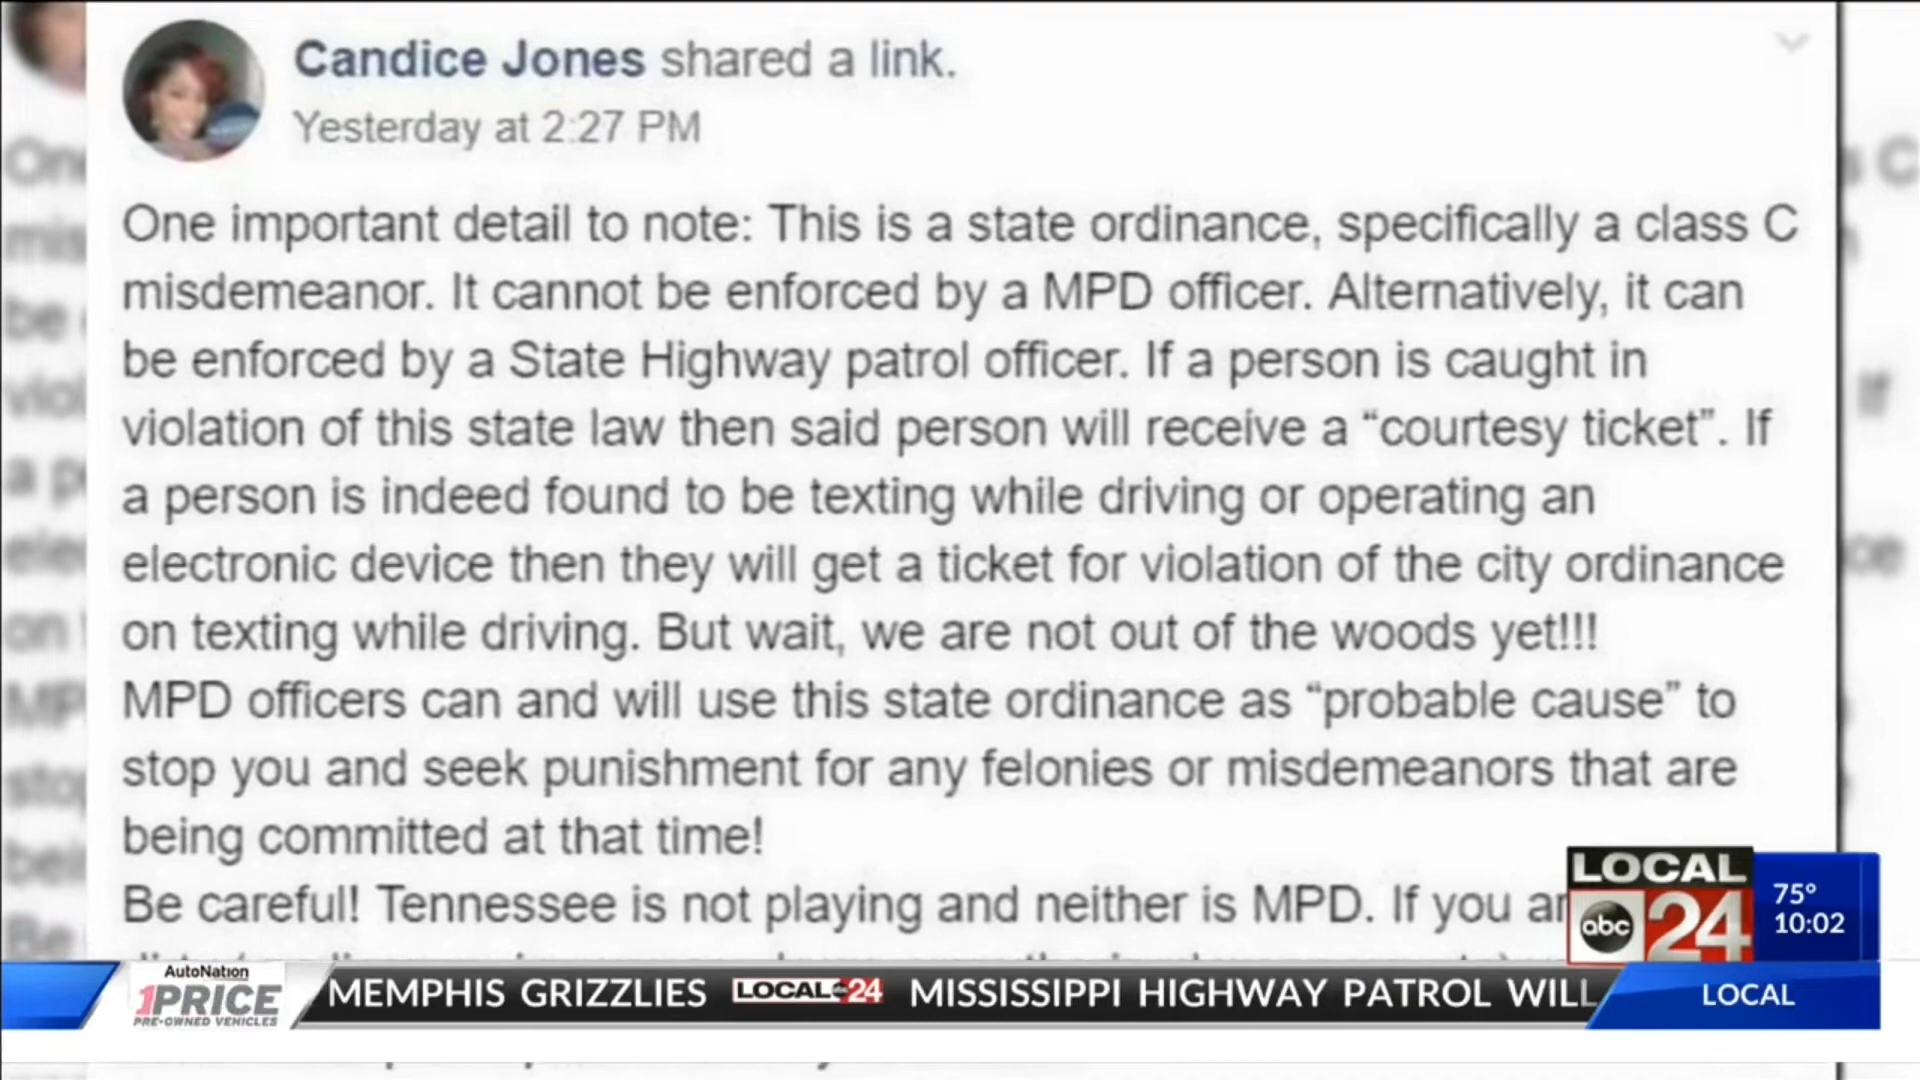 Candice Jones shared a link.
Yesterday at 2:27 PM
One important detail to note: This is a state ordinance, specifically a class C
misdemeanor. It cannot be enforced by a MPD officer. Alternatively, it can
be enforced by a State Highway patrol officer. If a person is caught in
violation of this state law then said person will receive a “courtesy ticket”. If
a person is indeed found to be texting while driving or operating an
electronic device then they will get a ticket for violation of the city ordinance
on texting while driving. But wait, we are not out of the woods yet!!!
MPD officers can and will use this state ordinance as “probable cause” to
stop you and seek punishment for any felonies or misdemeanors that are
being committed at that time!
Be careful! Tennessee is not playing and neither is MPD. If you
LOCAL
abc 24
75°
10:02
AutoNation
1PRICE
PRE-OWNED VEHICLES
MEMPHIS GRIZZLIES LOCAL 24 MISSISSIPPI HIGHWAY PATROL WILL
LOCAL